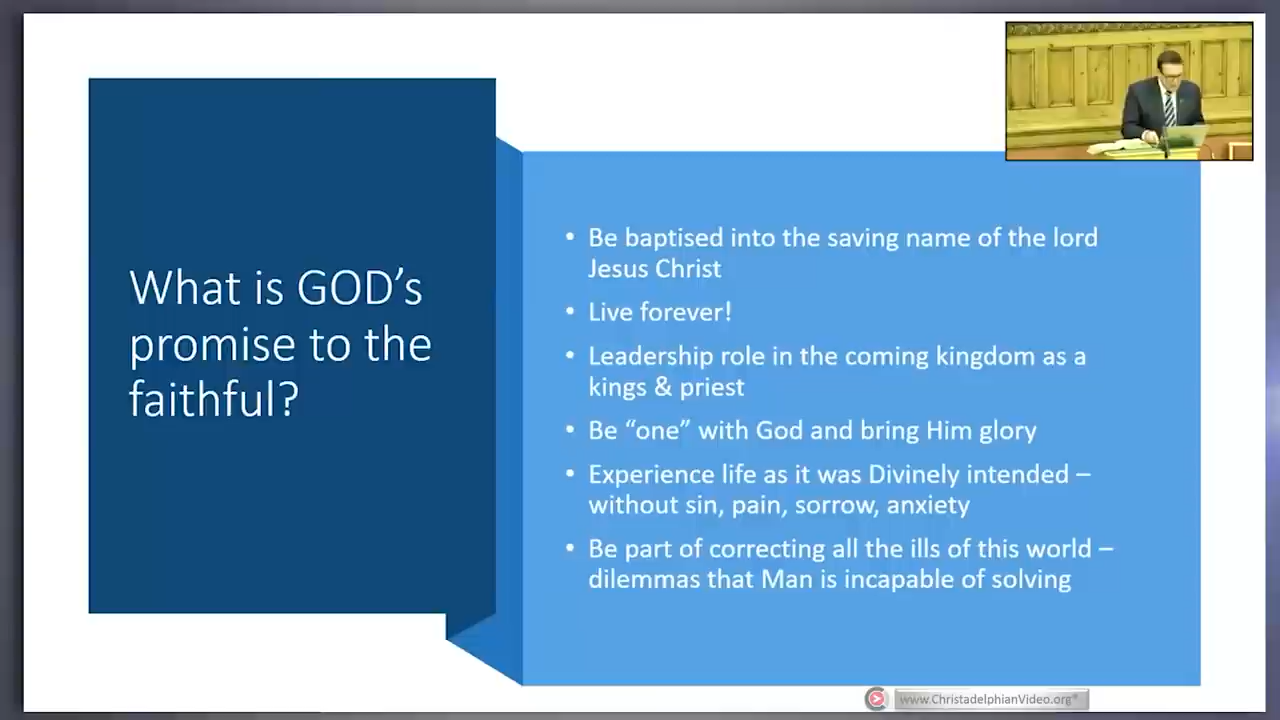 What is GOD’s
promise to the
faithful?
• Be baptised into the saving name of the lord
Jesus Christ
• Live forever!
• Leadership role in the coming kingdom as a
kings & priest
• Be “one” with God and bring Him glory
• Experience life as it was Divinely intended –
without sin, pain, sorrow, anxiety
• Be part of correcting all the ills of this world –
dilemmas that Man is incapable of solving
www.ChristadelphianVideo.org®